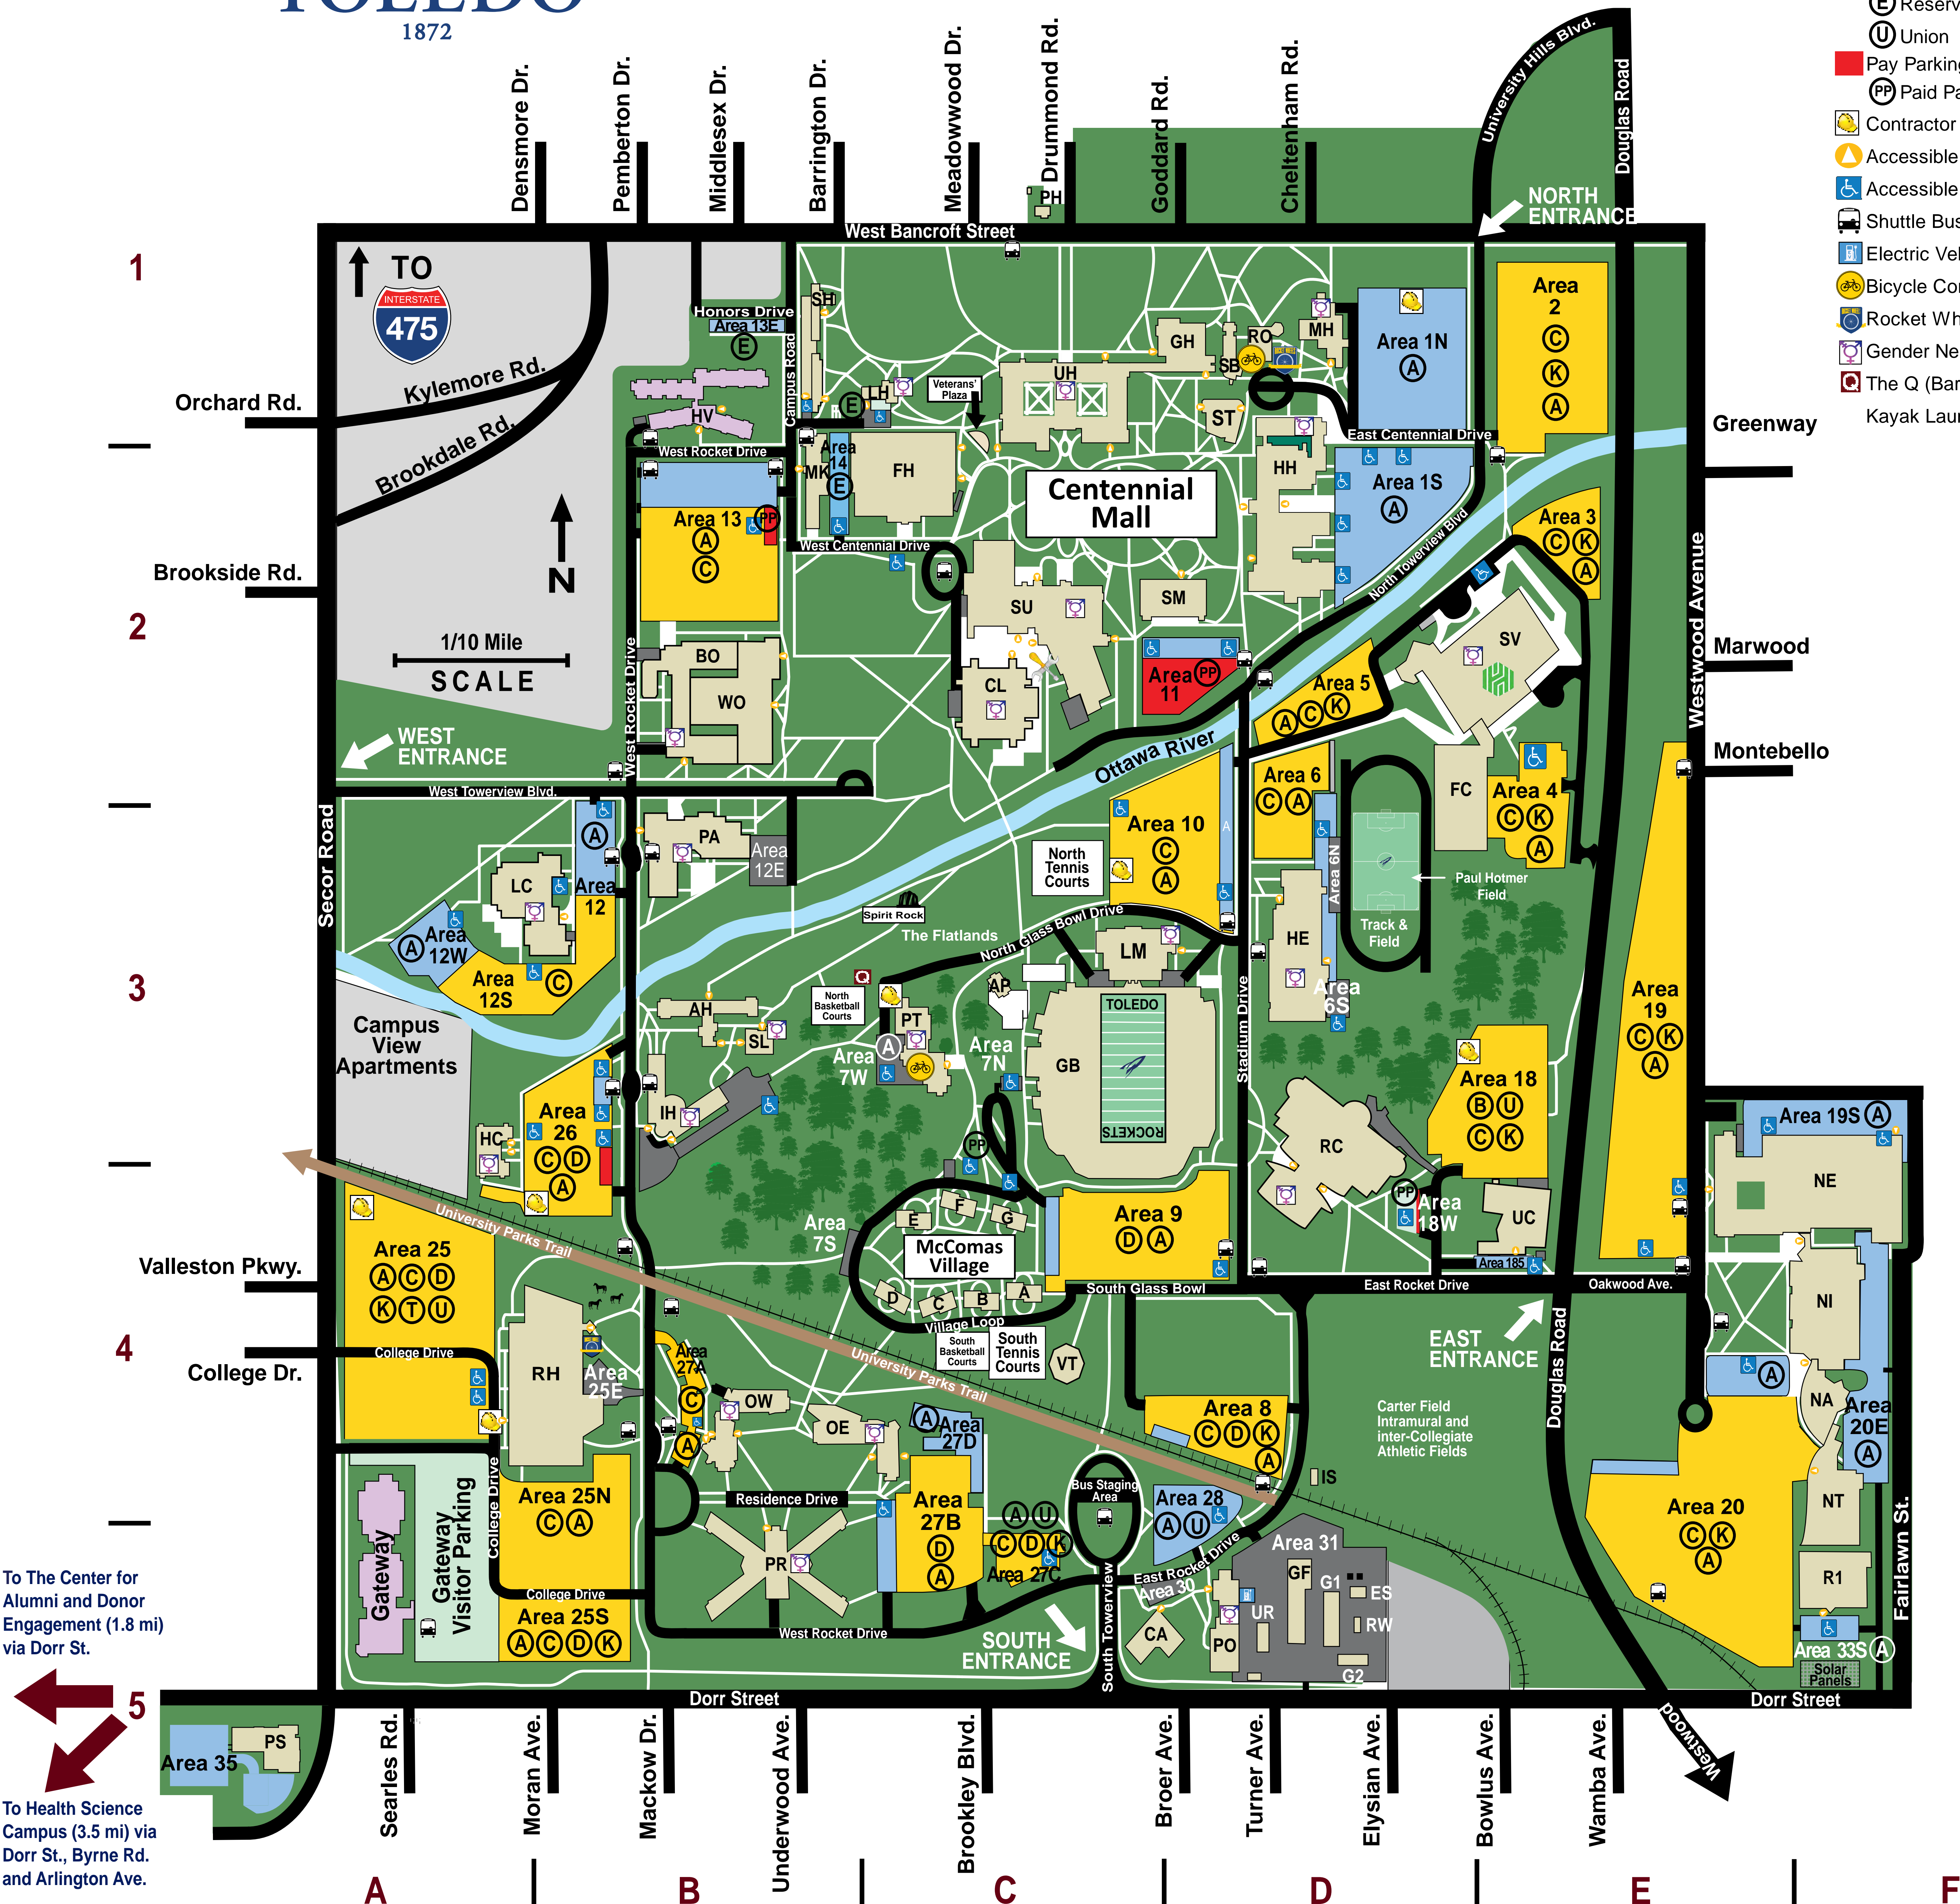 TOLEDO
1872
E Reserv
U Union
Pay Parking
PP Paid Pa
Contractor
Accessible
Accessible
Shuttle Bus
Electric Veh
Bicycle Cor
Rocket Wh
Gender Ne
Q The Q (Bar
Kayak Laun
Densmore Dr.
Pemberton Dr.
Middlesex Dr.
Barrington Dr.
Meadowwood Dr.
Drummond Rd.
Goddard Rd.
Cheltenham Rd.
University Hills Blvd.
Douglas Road
PH
NORTH
ENTRANCE
West Bancroft Street
1
TO
INTERSTATE
475
Honors Drive
Area 13E
E
Campus Road
SH
LH
E
Veterans'
Plaza
UH
GH
SB
RO
MH
ST
Area 1N
A
Area
2
C
K
A
Orchard Rd.
Kylemore Rd.
Brookdale Rd.
HV
West Rocket Drive
East Centennial Drive
Greenway
Area
14
E
MK
FH
Centennial
Mall
HH
Area 1S
A
Area 3
C K
A
Area 13
PP
A
C
West Centennial Drive
North Towerview Blvd
Brookside Rd.
N
2
1/10 Mile
SCALE
SU
SM
SV
Westwood Avenue
Marwood
BO
WO
West Rocket Drive
CL
Area
11
PP
Area 5
A C K
WEST
ENTRANCE
Ottawa River
Montebello
West Towerview Blvd.
Area 6
C A
FC
Area 4
C K
A
Secor Road
A
PA
Area
12E
Area 10
C
A
A
North
Tennis
Courts
Area 6N
Paul Hotmer
Field
Track &
Field
LC
Area
12
Spirit Rock
The Flatlands
North Glass Bowl Drive
A Area
12W
Area
12S
C
LM
HE
Area
6S
3
Q
North
Basketball
Courts
AP
TOLEDO
ROCKETS
GB
Stadium Drive
Area
19
C K
A
Campus
View
Apartments
AH
SL
PT
A
Area
7W
Area
7N
Area 18
B U
C K
IH
HC
Area
26
C D
A
PP
RC
Area 19S A
NE
PP
Area
18W
UC
Area 185
University Parks Trail
Area
7S
E
F
G
McComas
Village
D
C
B
A
Village Loop
Area 9
D A
South Glass Bowl
East Rocket Drive
Oakwood Ave.
Valleston Pkwy.
Area 25
A C D
K T U
NI
4
College Dr.
College Drive
RH
Area
25E
Area
27A
C
A
South
Basketball
Courts
South
Tennis
Courts
VT
University Parks Trail
EAST
ENTRANCE
Douglas Road
A
NA
Area
20E
A
OW
OE
A Area
27D
Area 8
C D K
A
Carter Field
Intramural and
inter-Collegiate
Athletic Fields
IS
Bus Staging
Area
Area 28
A U
Residence Drive
Area
27B
D
A
A U
C D K
Area 27C
Area 25N
C A
College Drive
Gateway
Gateway
Visitor Parking
College Drive
Area 25S
A C D K
PR
West Rocket Drive
SOUTH
ENTRANCE
South Towerview
East Rocket Drive
Area 30
CA
PO
UR
Area 31
GF
G1
ES
RW
G2
Area 20
C K
A
NT
R1
Area 33S A
Solar
Panels
Fairlawn St.
To The Center for
Alumni and Donor
Engagement (1.8 mi)
via Dorr St.
5
Dorr Street
Dorr Street
Westwood
Area 35
PS
To Health Science
Campus (3.5 mi) via
Dorr St., Byrne Rd.
and Arlington Ave.
Searles Rd.
Moran Ave.
Mackow Dr.
Underwood Ave.
Brookley Blvd.
Broer Ave.
Turner Ave.
Elysian Ave.
Bowlus Ave.
Wamba Ave.
A
B
C
D
E
F